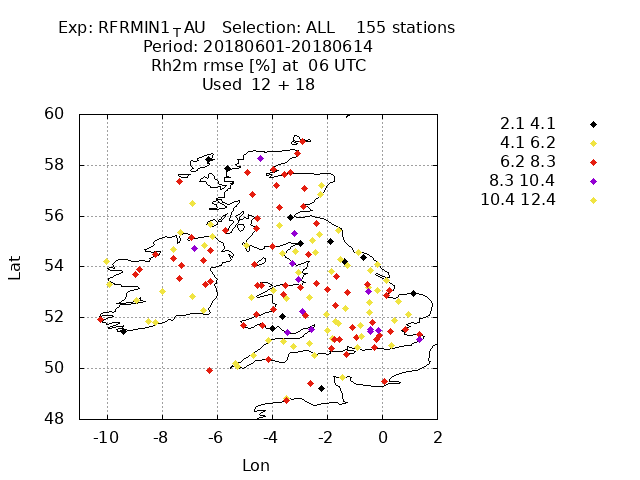 Exp: RFRMIN1TAU Selection: ALL 155 stations
Period: 20180601-20180614
Rh2m rmse [%] at 06 UTC
Used 12 + 18
2.1 4.1
4.1 6.2
6.2 8.3
8.3 10.4
10.4 12.4
60
58
56
54
52
50
48
Lat
-10 -8 -6 -4 -2 0 2
Lon